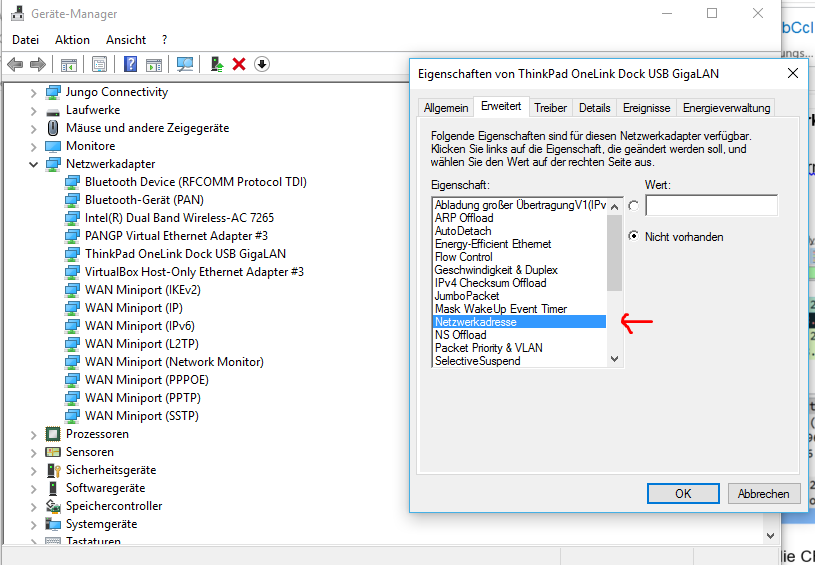 Geräte-Manager
Datei Aktion Ansicht ?
Jungo Connectivity
Laufwerke
Mäuse und andere Zeigegeräte
Monitore
Netzwerkadapter
Bluetooth Device (RFCOMM Protocol TDI)
Bluetooth-Gerät (PAN)
Intel(R) Dual Band Wireless-AC 7265
PANGP Virtual Ethernet Adapter #3
ThinkPad OneLink Dock USB GigaLAN
VirtualBox Host-Only Ethernet Adapter #3
WAN Miniport (IKEv2)
WAN Miniport (IP)
WAN Miniport (IPv6)
WAN Miniport (L2TP)
WAN Miniport (Network Monitor)
WAN Miniport (PPPOE)
WAN Miniport (PPTP)
WAN Miniport (SSTP)
Prozessoren
Sensoren
Sicherheitsgeräte
Softwaregeräte
Speichercontroller
Systemgeräte
Tastaturen
Eigenschaften von ThinkPad OneLink Dock USB GigaLAN
Allgemein Erweitert Treiber Details Ereignisse Energieverwaltung
Folgende Eigenschaften sind für diesen Netzwerkadapter verfügbar.
Klicken Sie links auf die Eigenschaft, die geändert werden soll, und
wählen Sie den Wert auf der rechten Seite aus.
Eigenschaft:
Abladung großer ÜbertragungV1(IPv
ARP Offload
AutoDetach
Energy-Efficient Ethernet
Flow Control
Geschwindigkeit & Duplex
IPv4 Checksum Offload
JumboPacket
Mask WakeUp Event Timer
Netzwerkadresse
NS Offload
Packet Priority & VLAN
SelectiveSuspend
Wert:
Nicht vorhanden
OK Abbrechen
bCcl
ungs...